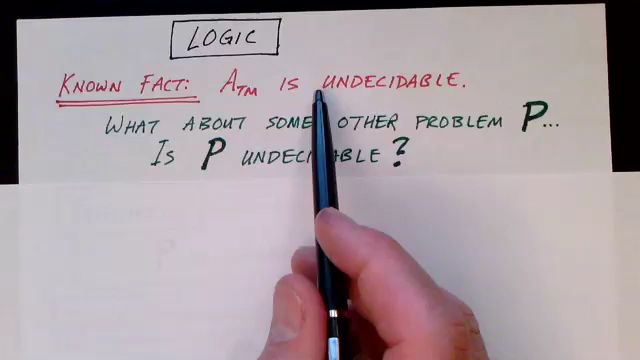 LOGIC
KNOWN FACT: ATM IS UNDECIDABLE.
WHAT ABOUT SOME OTHER PROBLEM P...
IS P UNDECIDABLE?